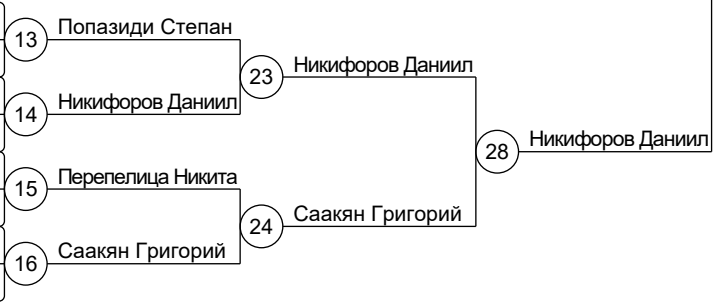 13 Попазиди Степан
23 Никифоров Даниил
14 Никифоров Даниил
28 Никифоров Даниил
15 Перепелица Никита
24 Саакян Григорий
16 Саакян Григорий